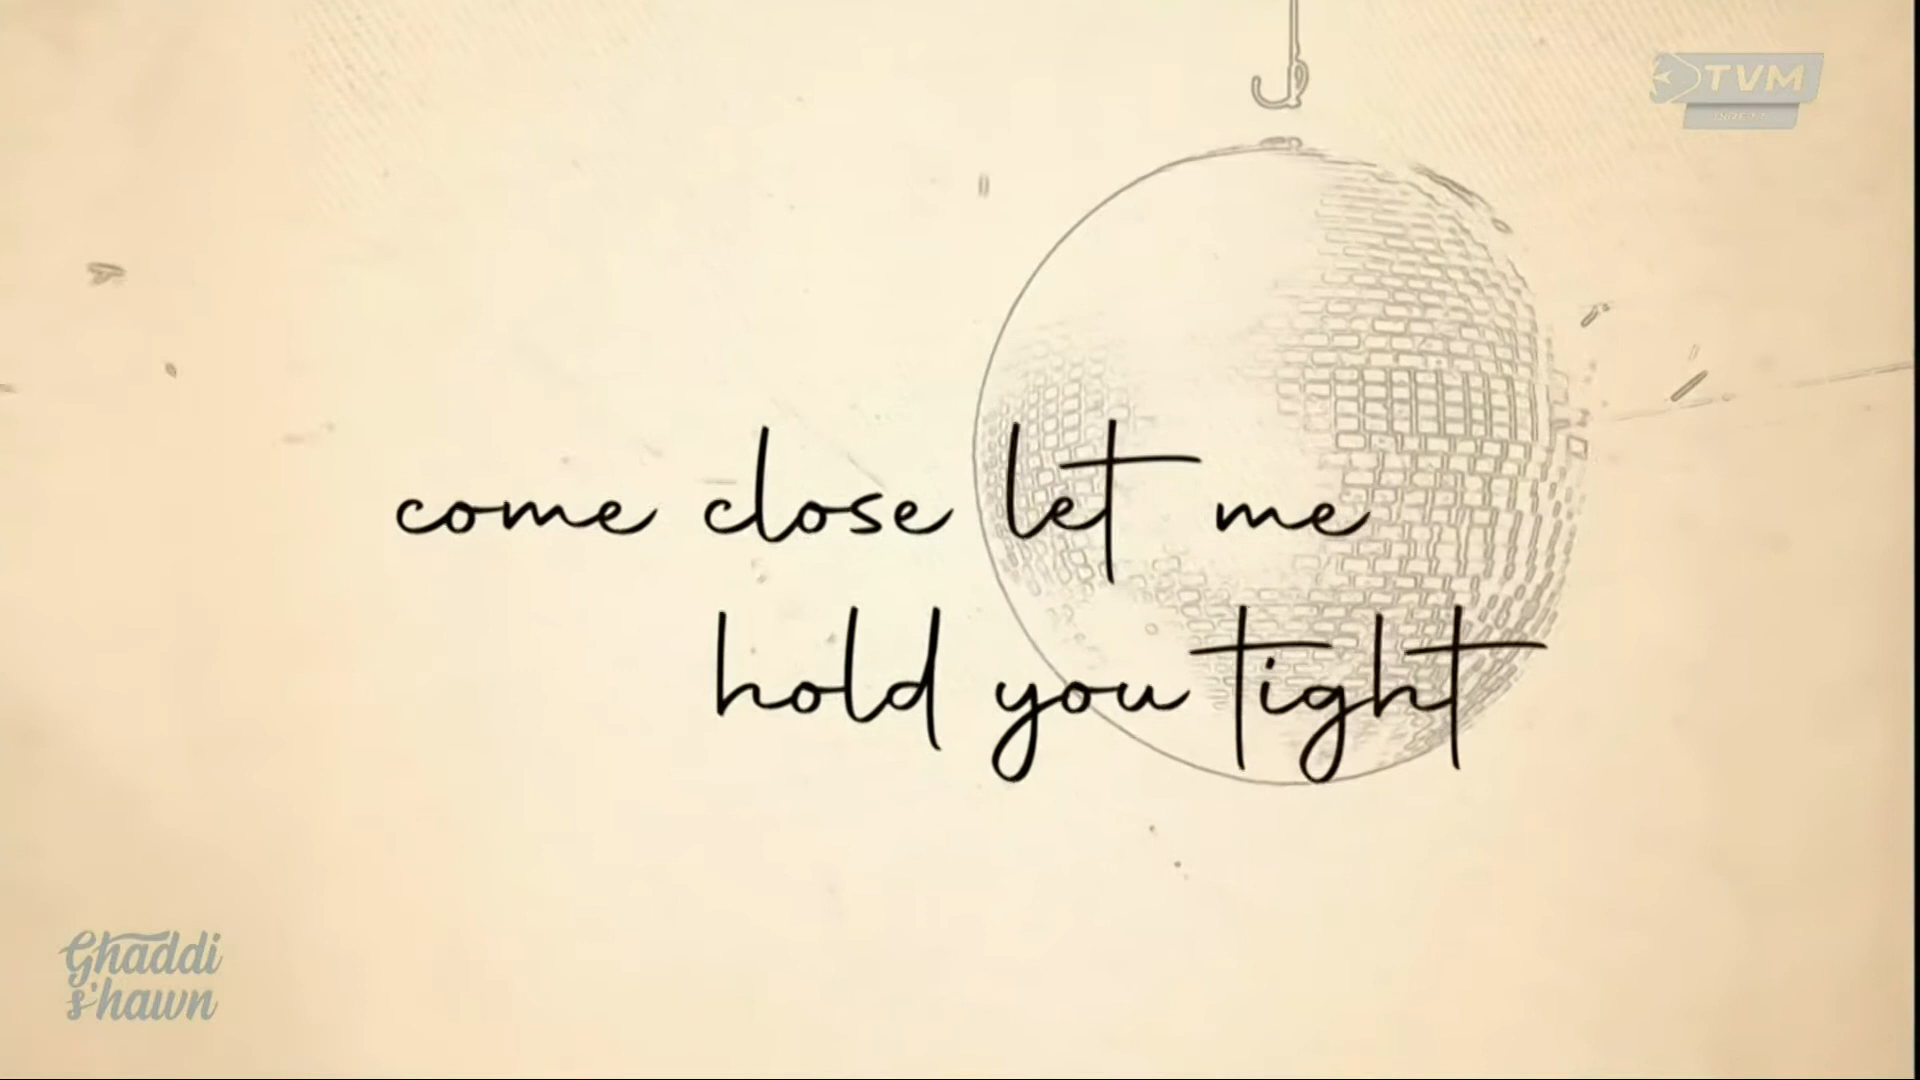 TVM
come close let me
hold you tight
Ghaddi
s'hawn